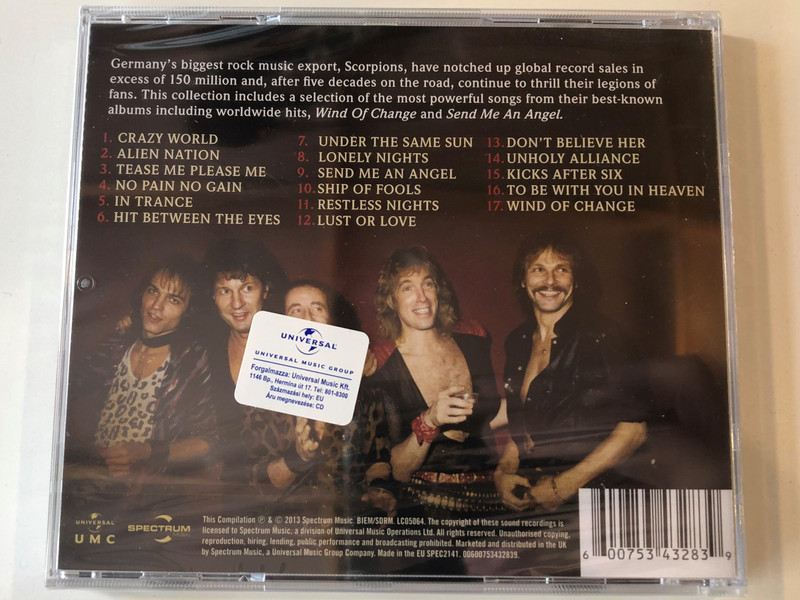 Germany's biggest rock music export, Scorpions, have notched up global record sales in
excess of 150 million and, after five decades on the road, continue to thrill their legions of
fans. This collection includes a selection of the most powerful songs from their best-known
albums including worldwide hits, Wind Of Change and Send Me An Angel.
1. CRAZY WORLD
2. ALIEN NATION
3. TEASE ME PLEASE ME
4. NO PAIN NO GAIN
5. IN TRANCE
6. HIT BETWEEN THE EYES
7. UNDER THE SAME SUN
8. LONELY NIGHTS
9. SEND ME AN ANGEL
10. SHIP OF FOOLS
11. RESTLESS NIGHTS
12. LUST OR LOVE
13. DON'T BELIEVE HER
14. UNHOLY ALLIANCE
15. KICKS AFTER SIX
16. TO BE WITH YOU IN HEAVEN
17. WIND OF CHANGE
UNIVERSAL
UNIVERSAL MUSIC GROUP
Forgalmazza: Universal Music Kft.
1146 Bp., Hermina út 17. Tel: 601-8300
Származási hely: EU
Áru megnevezése: CD
UNIVERSAL
UMC
SPECTRUM
This Compilation ℗ & © 2013 Spectrum Music. BIEM/SDRM. LC05064. The copyright of these sound recordings is
licensed to Spectrum Music, a division of Universal Music Operations Ltd. All rights reserved. Unauthorised copying,
reproduction, hiring, lending, public performance and broadcasting prohibited. Marketed and distributed in the UK
by Spectrum Music, a Universal Music Group Company. Made in the EU SPEC2141. 00600753432839.
6 00753 43283 9